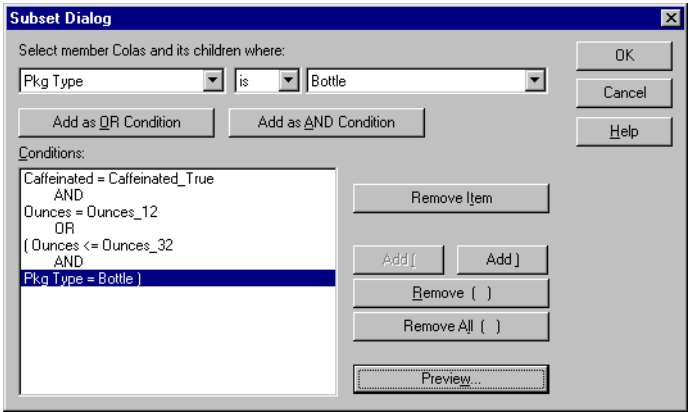 Subset Dialog
Select member Colas and its children where:
Pkg Type is Bottle
OK
Cancel
Help
Add as OR Condition Add as AND Condition
Conditions:
Caffeinated = Caffeinated_True
AND
Ounces = Ounces_12
OR
( Ounces <= Ounces_32
AND
Pkg Type = Bottle )
Remove Item
Add ( Add )
Remove ( )
Remove All ( )
Preview...